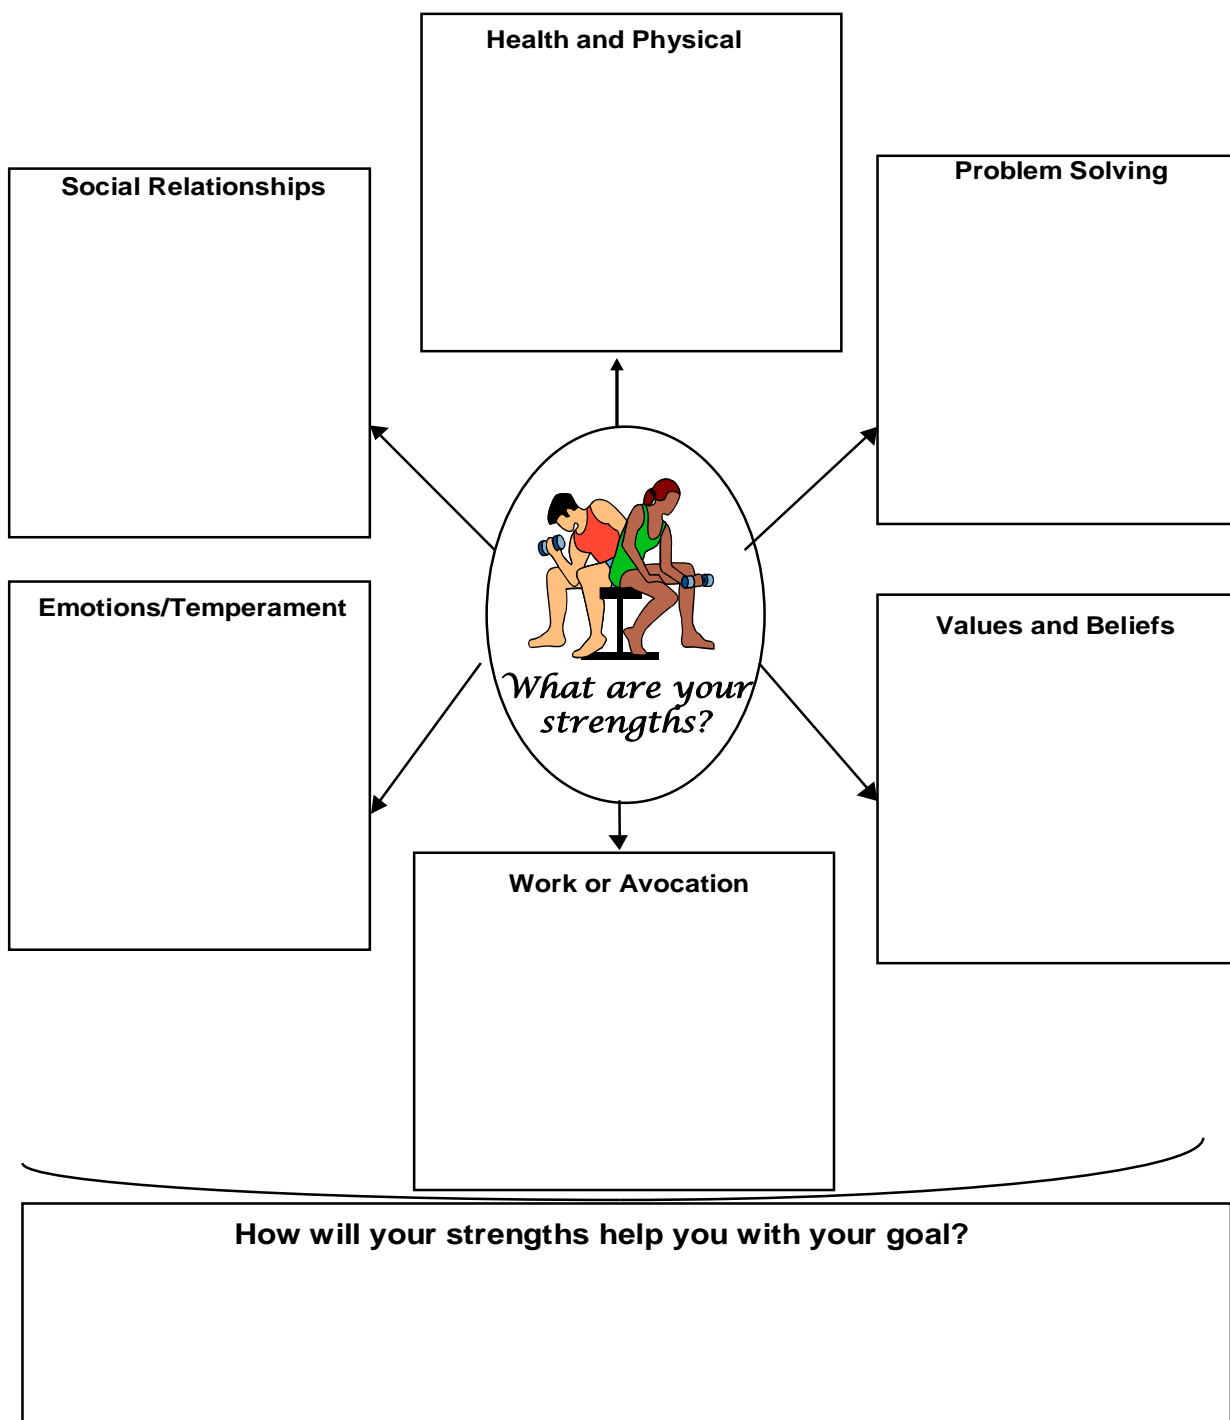 Health and Physical
Social Relationships
Problem Solving
What are your
strengths?
Emotions/Temperament
Values and Beliefs
Work or Avocation
How will your strengths help you with your goal?